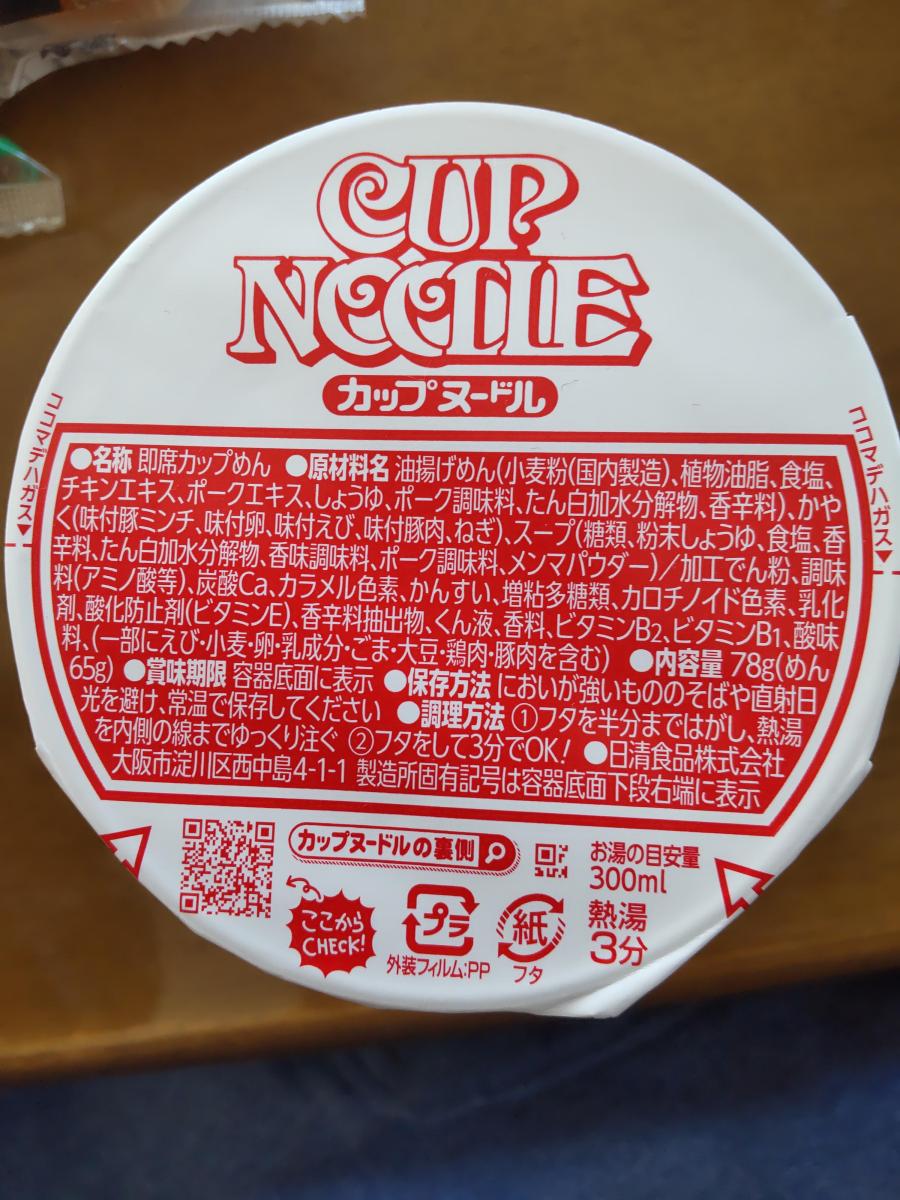 CUP
NOODLE
カップヌードル
ココマデハガス▼
ココマデハガス▼
●名称 即席カップめん ●原材料名 油揚げめん(小麦粉(国内製造)、植物油脂、食塩、
チキンエキス、ポークエキス、しょうゆ、ポーク調味料、たん白加水分解物、香辛料)、かや
く(味付豚ミンチ、味付卵、味付えび、味付豚肉、ねぎ)、スープ(糖類、粉末しょうゆ、食塩、香
辛料、たん白加水分解物、香味調味料、ポーク調味料、メンマパウダー)／加工でん粉、調味
料(アミノ酸等)、炭酸Ca、カラメル色素、かんすい、増粘多糖類、カロチノイド色素、乳化
剤、酸化防止剤(ビタミンE)、香辛料抽出物、くん液、香料、ビタミンB2、ビタミンB1、酸味
料、(一部にえび・小麦・卵・乳成分・ごま・大豆・鶏肉・豚肉を含む) ●内容量 78g(めん
65g) ●賞味期限 容器底面に表示 ●保存方法 においが強いもののそばや直射日
光を避け、常温で保存してください ●調理方法 ①フタを半分まではがし、熱湯
を内側の線までゆっくり注ぐ ②フタをして3分でOK! ●日清食品株式会社
大阪市淀川区西中島4-1-1 製造所固有記号は容器底面下段右端に表示
カップヌードルの裏側
ここから
CHECK!
プラ
外装フィルム:PP
紙
フタ
お湯の目安量
300ml
熱湯
3分